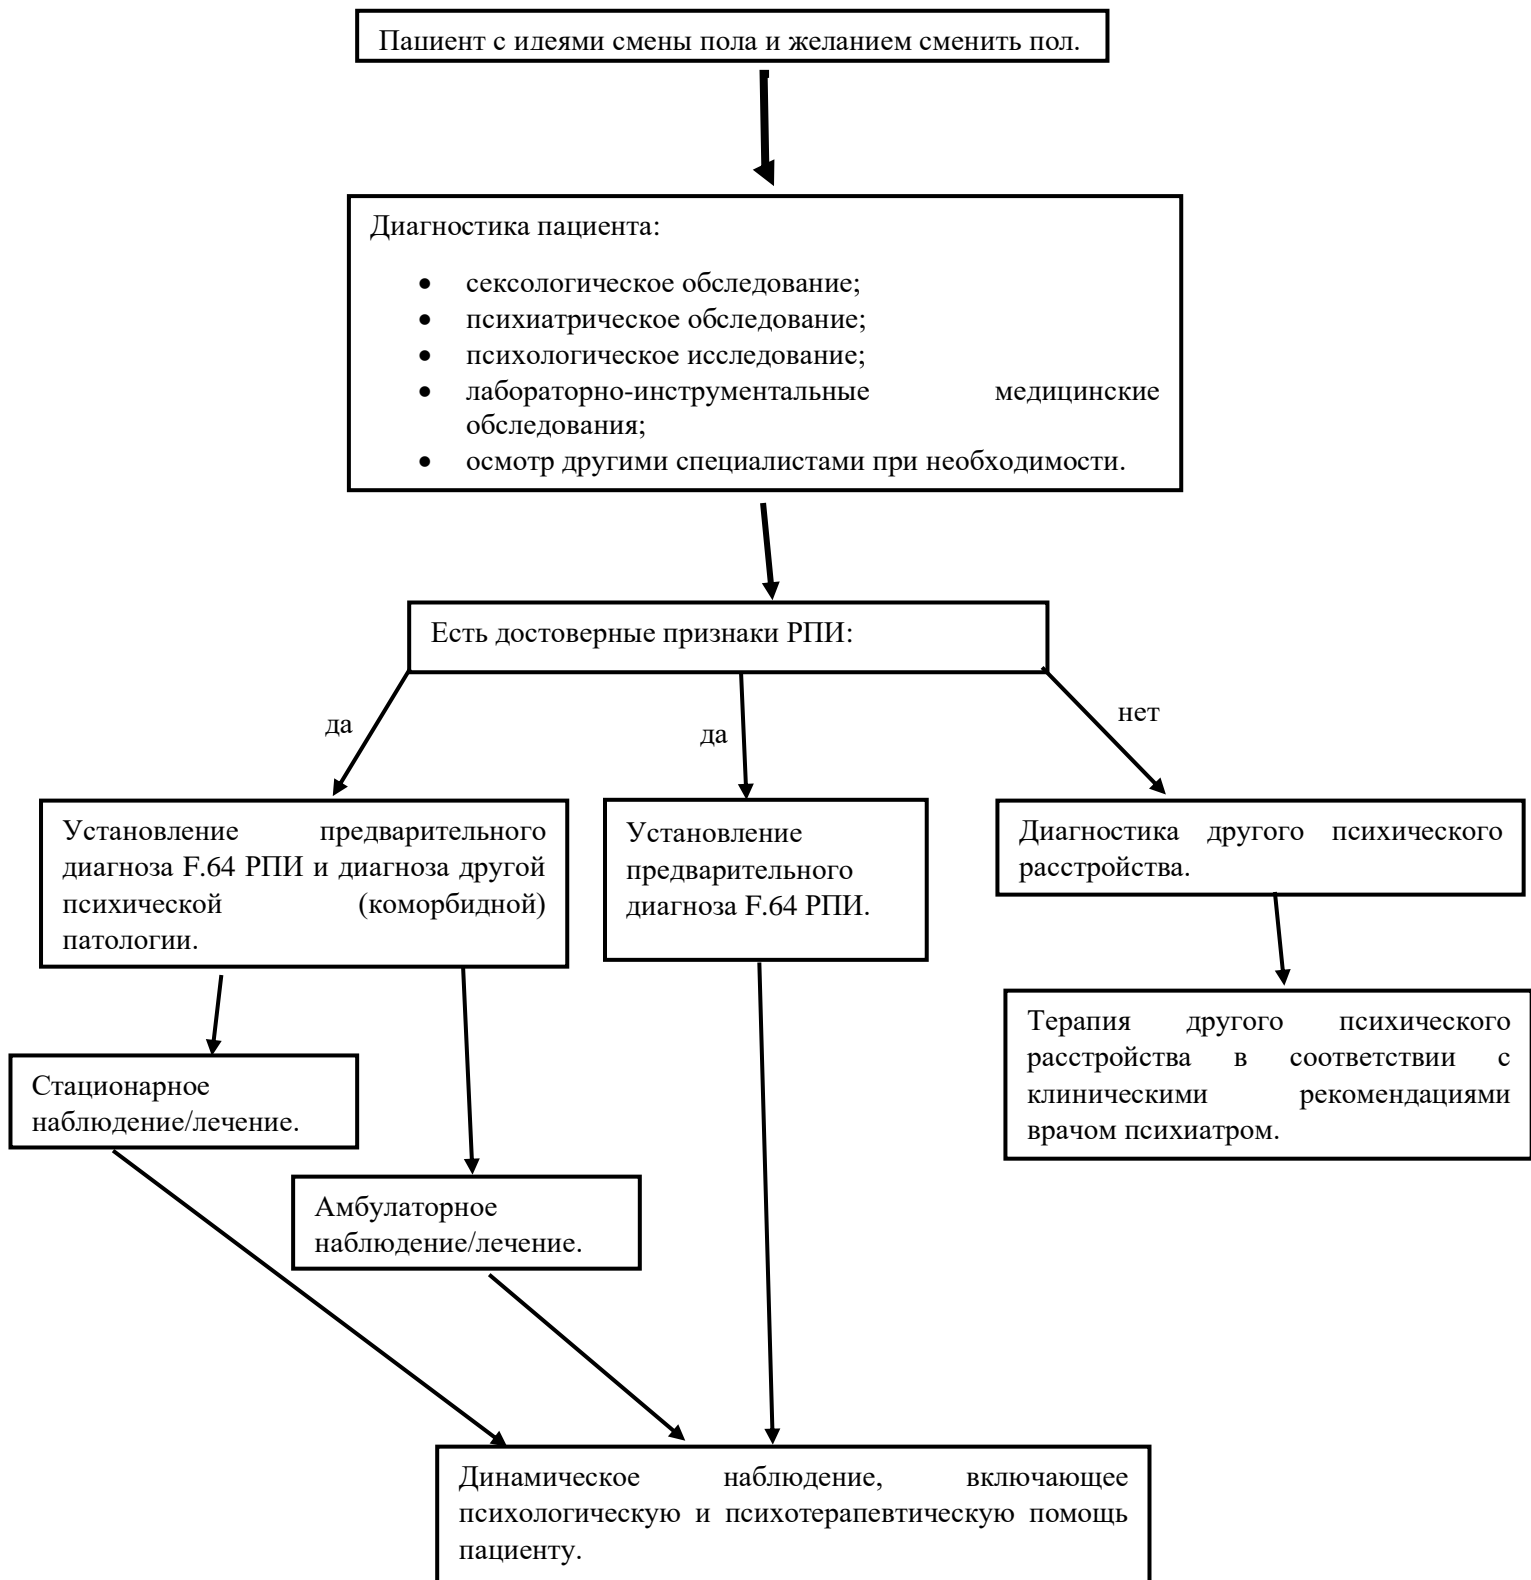 Пациент с идеями смены пола и желанием сменить пол.
Диагностика пациента:
• сексологическое обследование;
• психиатрическое обследование;
• психологическое исследование;
• лабораторно-инструментальные медицинские
обследования;
• осмотр другими специалистами при необходимости.
Есть достоверные признаки РПИ:
да
да
нет
Установление предварительного
диагноза F.64 РПИ и диагноза другой
психической (коморбидной)
патологии.
Установление
предварительного
диагноза F.64 РПИ.
Диагностика другого психического
расстройства.
Терапия другого психического
расстройства в соответствии с
клиническими рекомендациями
врачом психиатром.
Стационарное
наблюдение/лечение.
Амбулаторное
наблюдение/лечение.
Динамическое наблюдение, включающее
психологическую и психотерапевтическую помощь
пациенту.